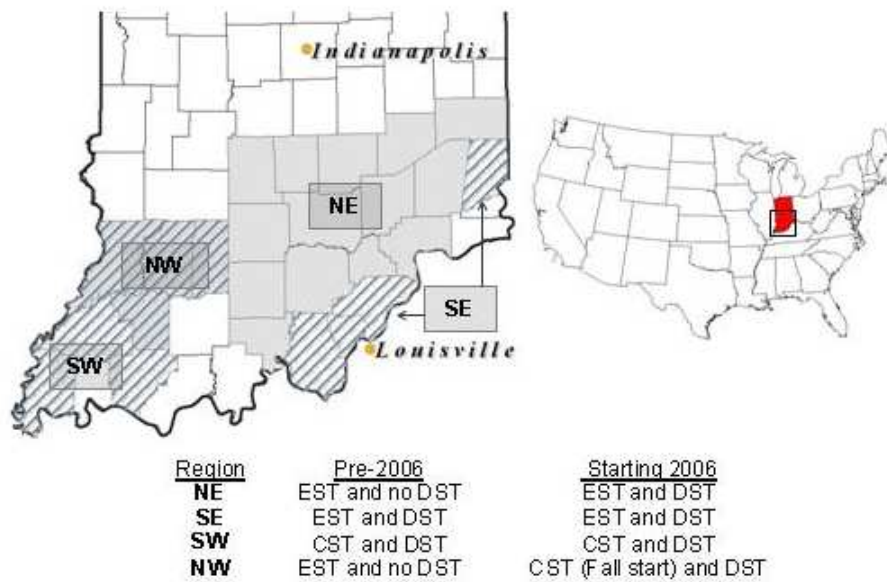 Indianapolis
NE
NW
SE
SW
Louisville
Region Pre-2006 Starting 2006
NE EST and no DST EST and DST
SE EST and DST EST and DST
SW CST and DST CST and DST
NW EST and no DST CST (Fall start) and DST